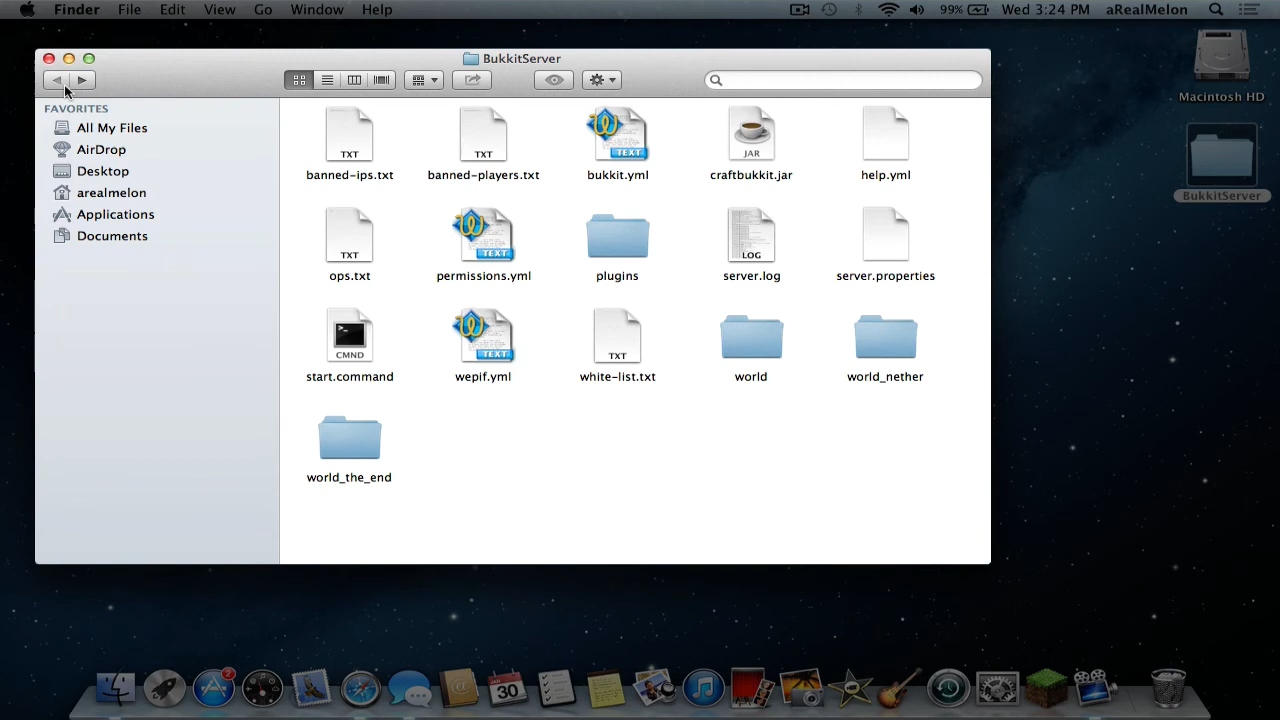 Finder File Edit View Go Window Help 99% Wed 3:24 PM aRealMelon
BukkitServer
FAVORITES
All My Files
AirDrop
Desktop
arealmelon
Applications
Documents
TXT TXT TEXT JAR
banned-ips.txt banned-players.txt bukkit.yml craftbukkit.jar help.yml
TXT TEXT LOG
ops.txt permissions.yml plugins server.log server.properties
CMND TEXT TXT
start.command wepif.yml white-list.txt world world_nether
world_the_end
Macintosh HD
BukkitServer
2
JAN
30